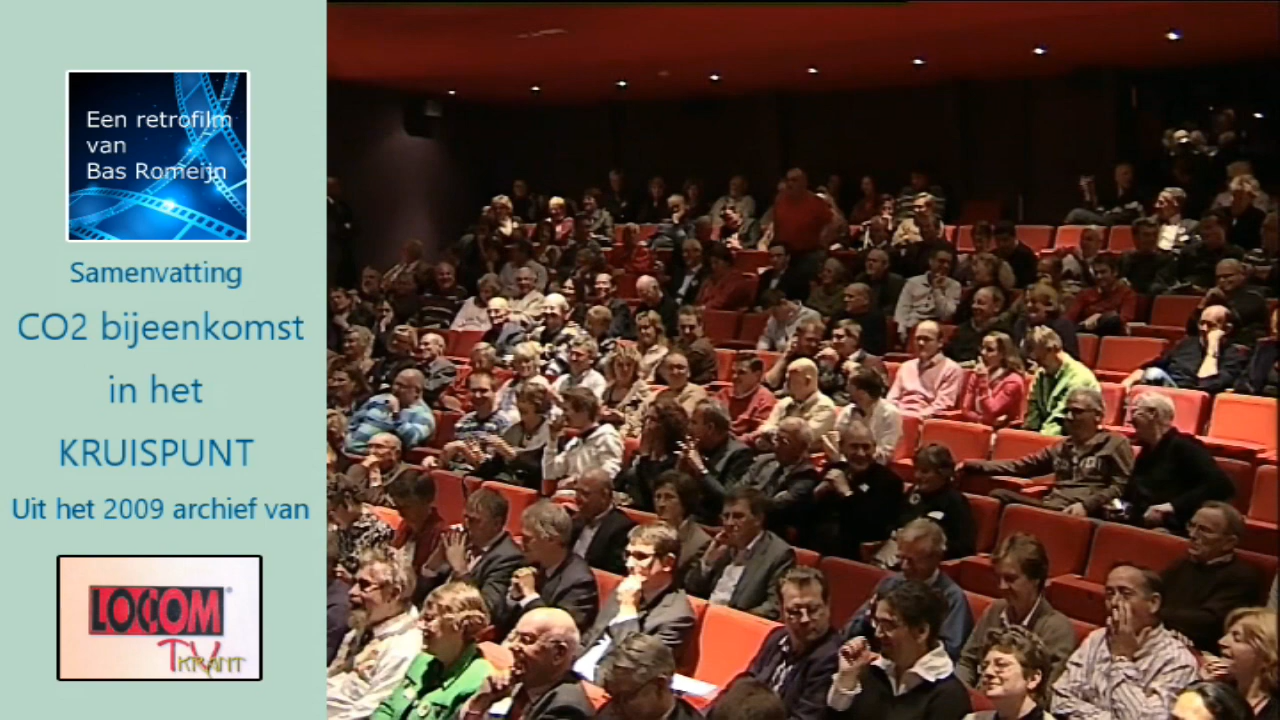 Een retrofilm
van
Bas Romeijn
Samenvatting
CO2 bijeenkomst
in het
KRUISPUNT
Uit het 2009 archief van
LOCOM®
TV KRANT